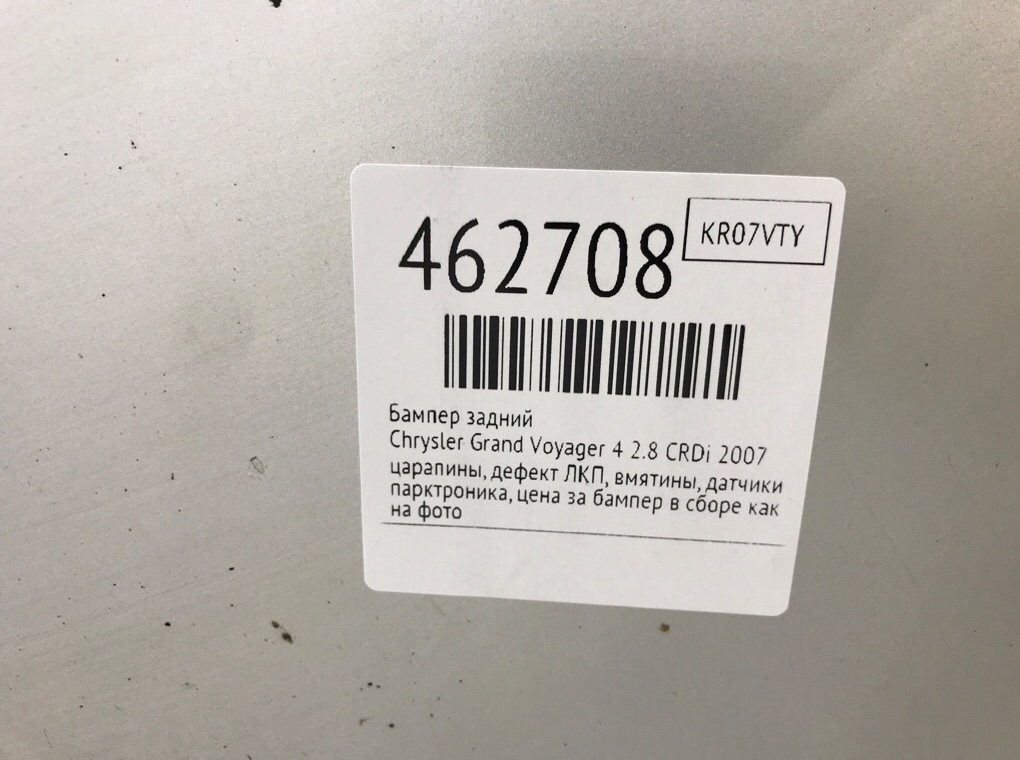 462708
KR07VTY
Бампер задний
Chrysler Grand Voyager 4 2.8 CRDi 2007
царапины, дефект ЛКП, вмятины, датчики
парктроника, цена за бампер в сборе как
на фото